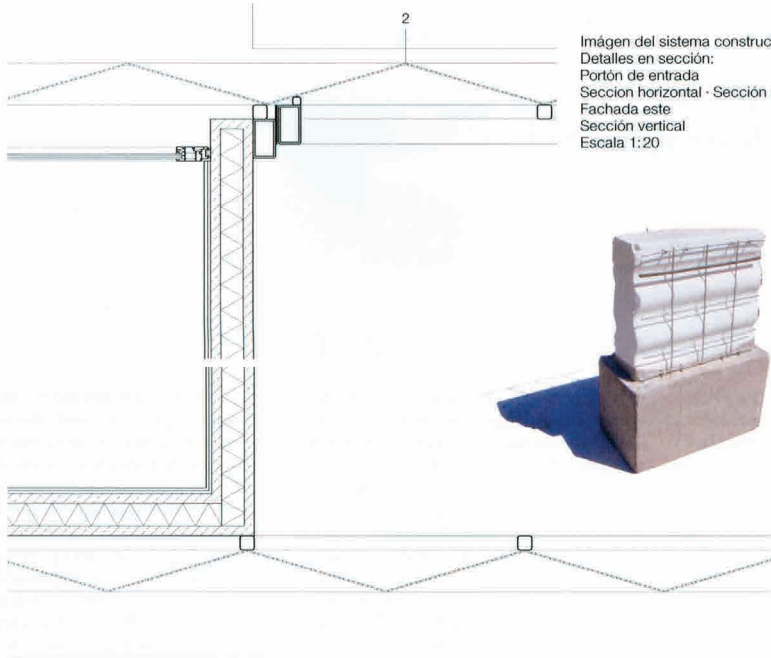 2
Imágen del sistema construc
Detalles en sección:
Portón de entrada
Seccion horizontal · Sección
Fachada este
Sección vertical
Escala 1:20